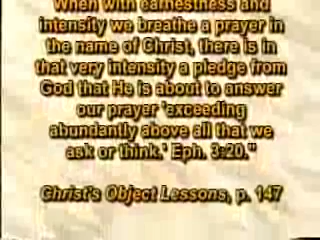 When with earnestness and
intensity we breathe a prayer in
the name of Christ, there is in
that very intensity a pledge from
God that He is about to answer
our prayer 'exceeding
abundantly above all that we
ask or think.' Eph. 3:20."
Christ's Object Lessons, p. 147